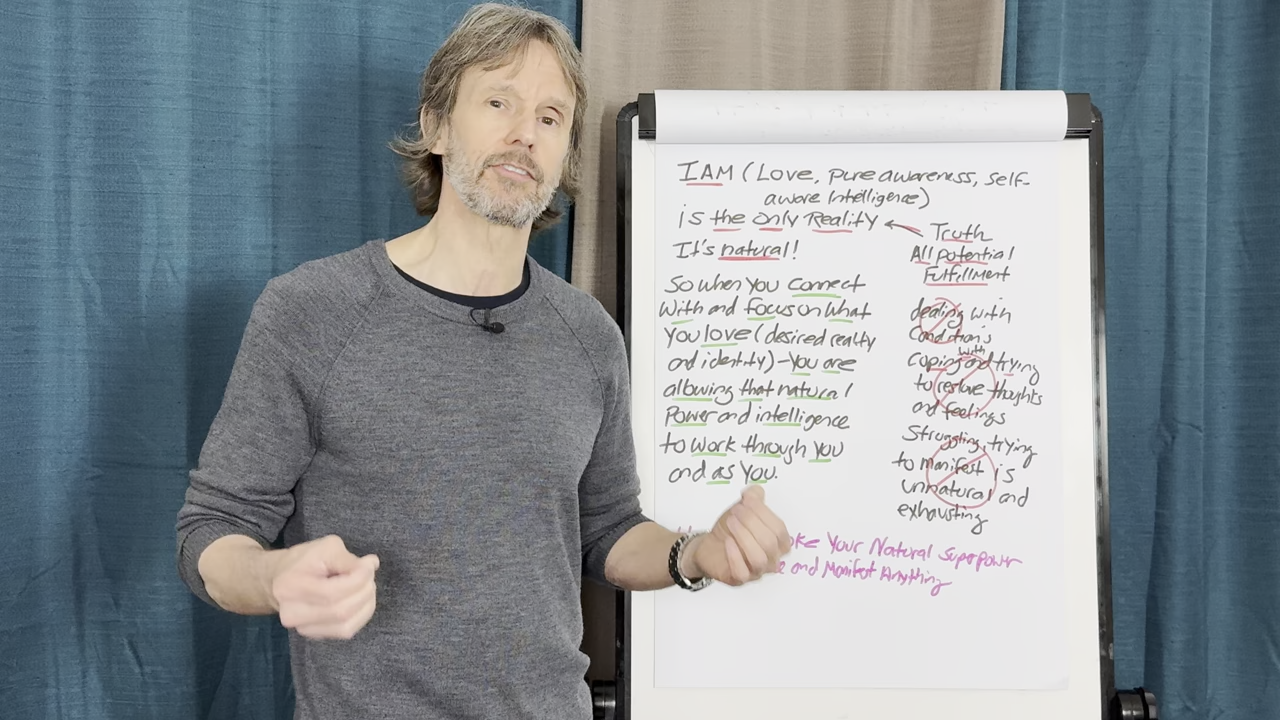 I AM (Love, pure awareness, self-
aware Intelligence)
is the Only Reality
It's natural!
So when you connect
with and focus on what
you love (desired reality
and identity) - you are
allowing that natural
Power and intelligence
to work through you
and as you.
Truth
All potential
Fulfillment
dealing with
conditions
coping with and trying
to resolve thoughts
and feelings
Struggling, trying
to manifest is
unnatural and
exhausting
Your Natural Superpower
and Manifest Anything